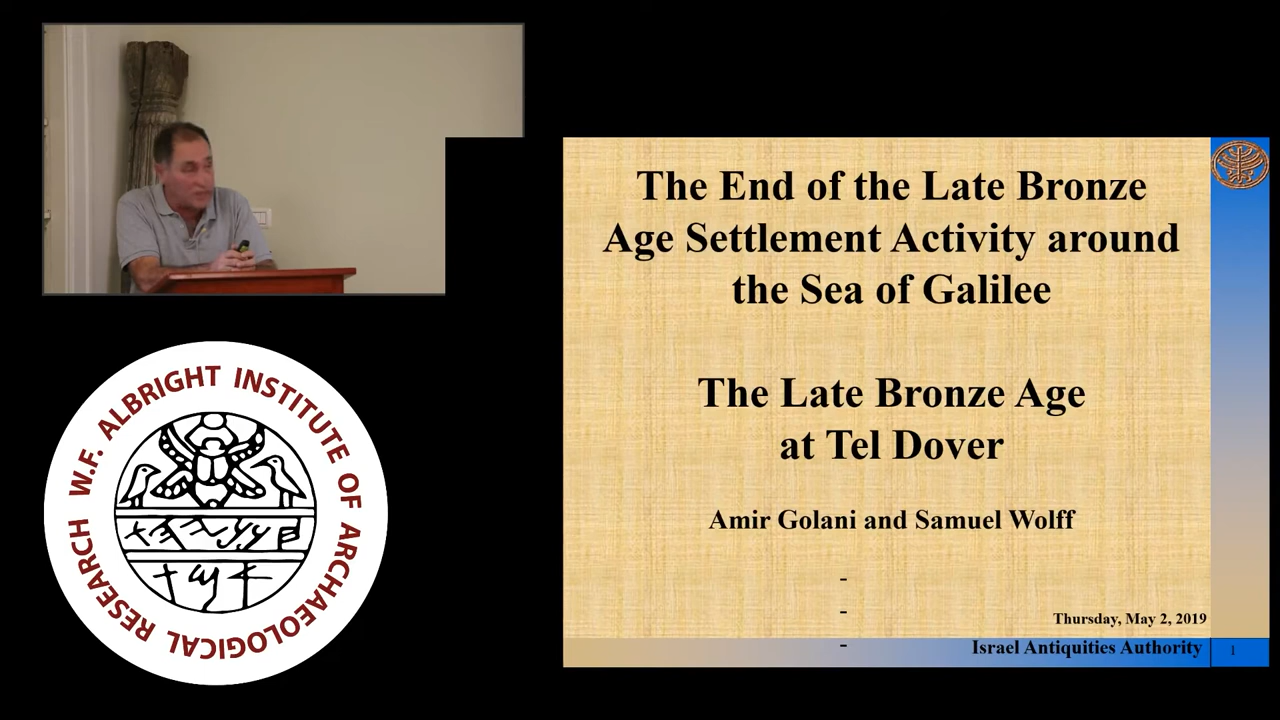 W.F. ALBRIGHT INSTITUTE OF ARCHAEOLOGICAL RESEARCH
The End of the Late Bronze
Age Settlement Activity around
the Sea of Galilee
The Late Bronze Age
at Tel Dover
Amir Golani and Samuel Wolff
-
-
-
Thursday, May 2, 2019
Israel Antiquities Authority
1